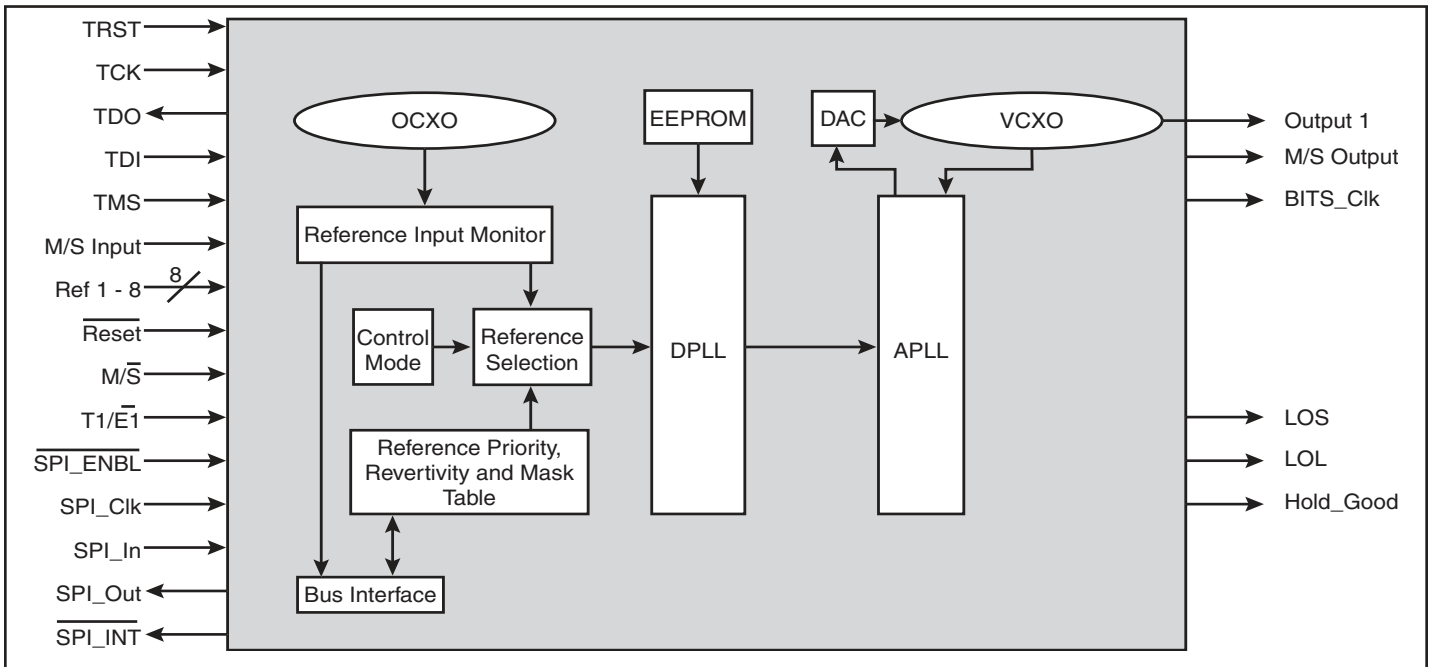 TRST
TCK
TDO
TDI
TMS
M/S Input
Ref 1 - 8
8
Reset
M/S̅
T1/E̅1
SPI_ENBL
SPI_Clk
SPI_In
SPI_Out
SPI_INT
OCXO
Reference Input Monitor
Control
Mode
Reference
Selection
Reference Priority,
Revertivity and Mask
Table
Bus Interface
EEPROM
DPLL
DAC
VCXO
APLL
Output 1
M/S Output
BITS_Clk
LOS
LOL
Hold_Good